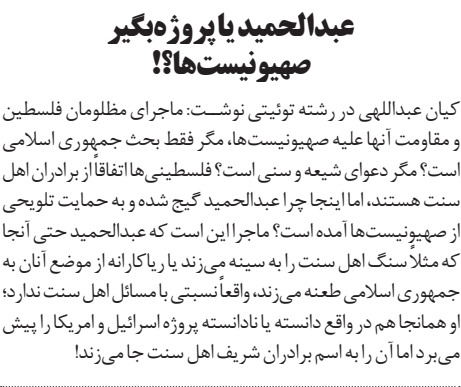 عبدالحمید یا پروژه‌بگیر
صهیونیست‌ها؟!
کیان عبداللهی در رشته توئیتی نوشـت: ماجرای مظلومان فلسطین
و مقاومت آنها علیه صهیونیست‌ها، مگر فقط بحث جمهوری اسلامی
است؟ مگر دعوای شیعه و سنی است؟ فلسطینی‌ها اتفاقاً از برادران اهل
سنت هستند، اما اینجا چرا عبدالحمید گیج شده و به حمایت تلویحی
از صهیونیست‌ها آمده است؟ ماجرا این است که عبدالحمید حتی آنجا
که مثلاً سنگ اهل سنت را به سینه می‌زند یا ریاکارانه از موضع آنان به
جمهوری اسلامی طعنه می‌زند، واقعاً نسبتی با مسائل اهل سنت ندارد؛
او همانجا هم در واقع دانسته یا نادانسته پروژه اسرائیل و امریکا را پیش
می‌برد اما آن را به اسم برادران شریف اهل سنت جا می‌زند!